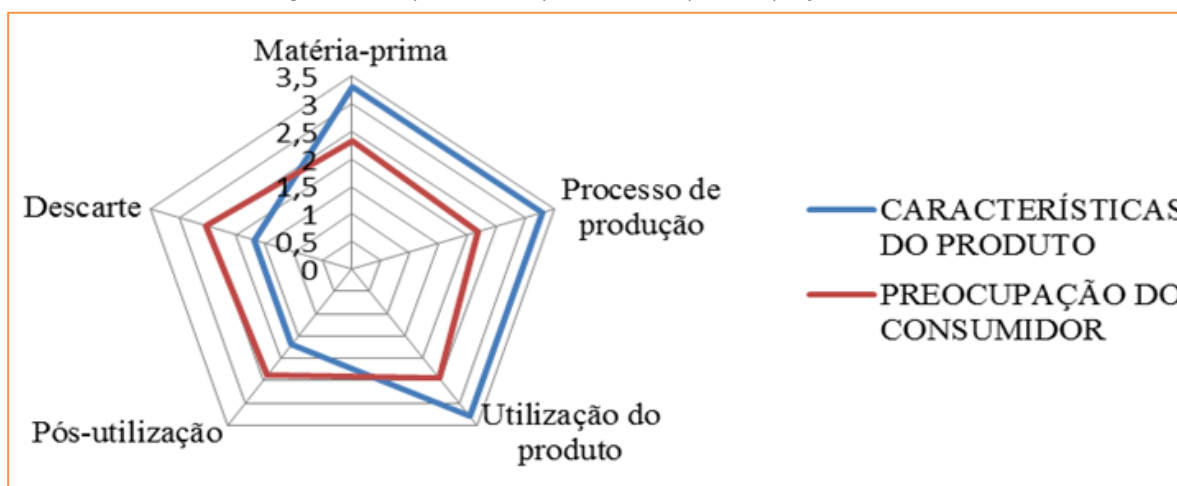 Matéria-prima
3,5
3
2,5
2
1,5
1
0,5
0
Processo de
produção
Utilização do
produto
Pós-utilização
Descarte
CARACTERÍSTICAS
DO PRODUTO
PREOCUPAÇÃO DO
CONSUMIDOR